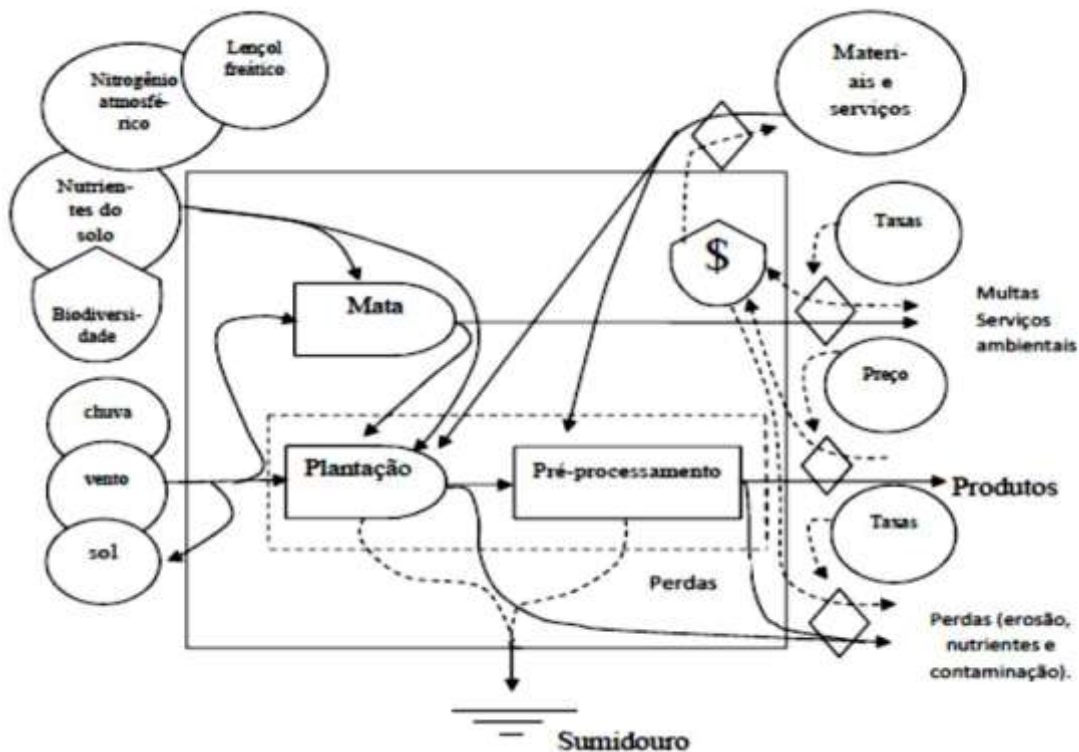 Lençol
freático
Nitrogênio
atmosfé-
rico
Nutrien-
tes do
solo
Biodiversi-
dade
chuva
vento
sol
Mata
Plantação
Pré-processamento
Materi-
ais e
serviços
$
Taxas
Multas
Serviços
ambientais
Preço
Produtos
Taxas
Perdas
Perdas (erosão,
nutrientes e
contaminação).
Sumidouro